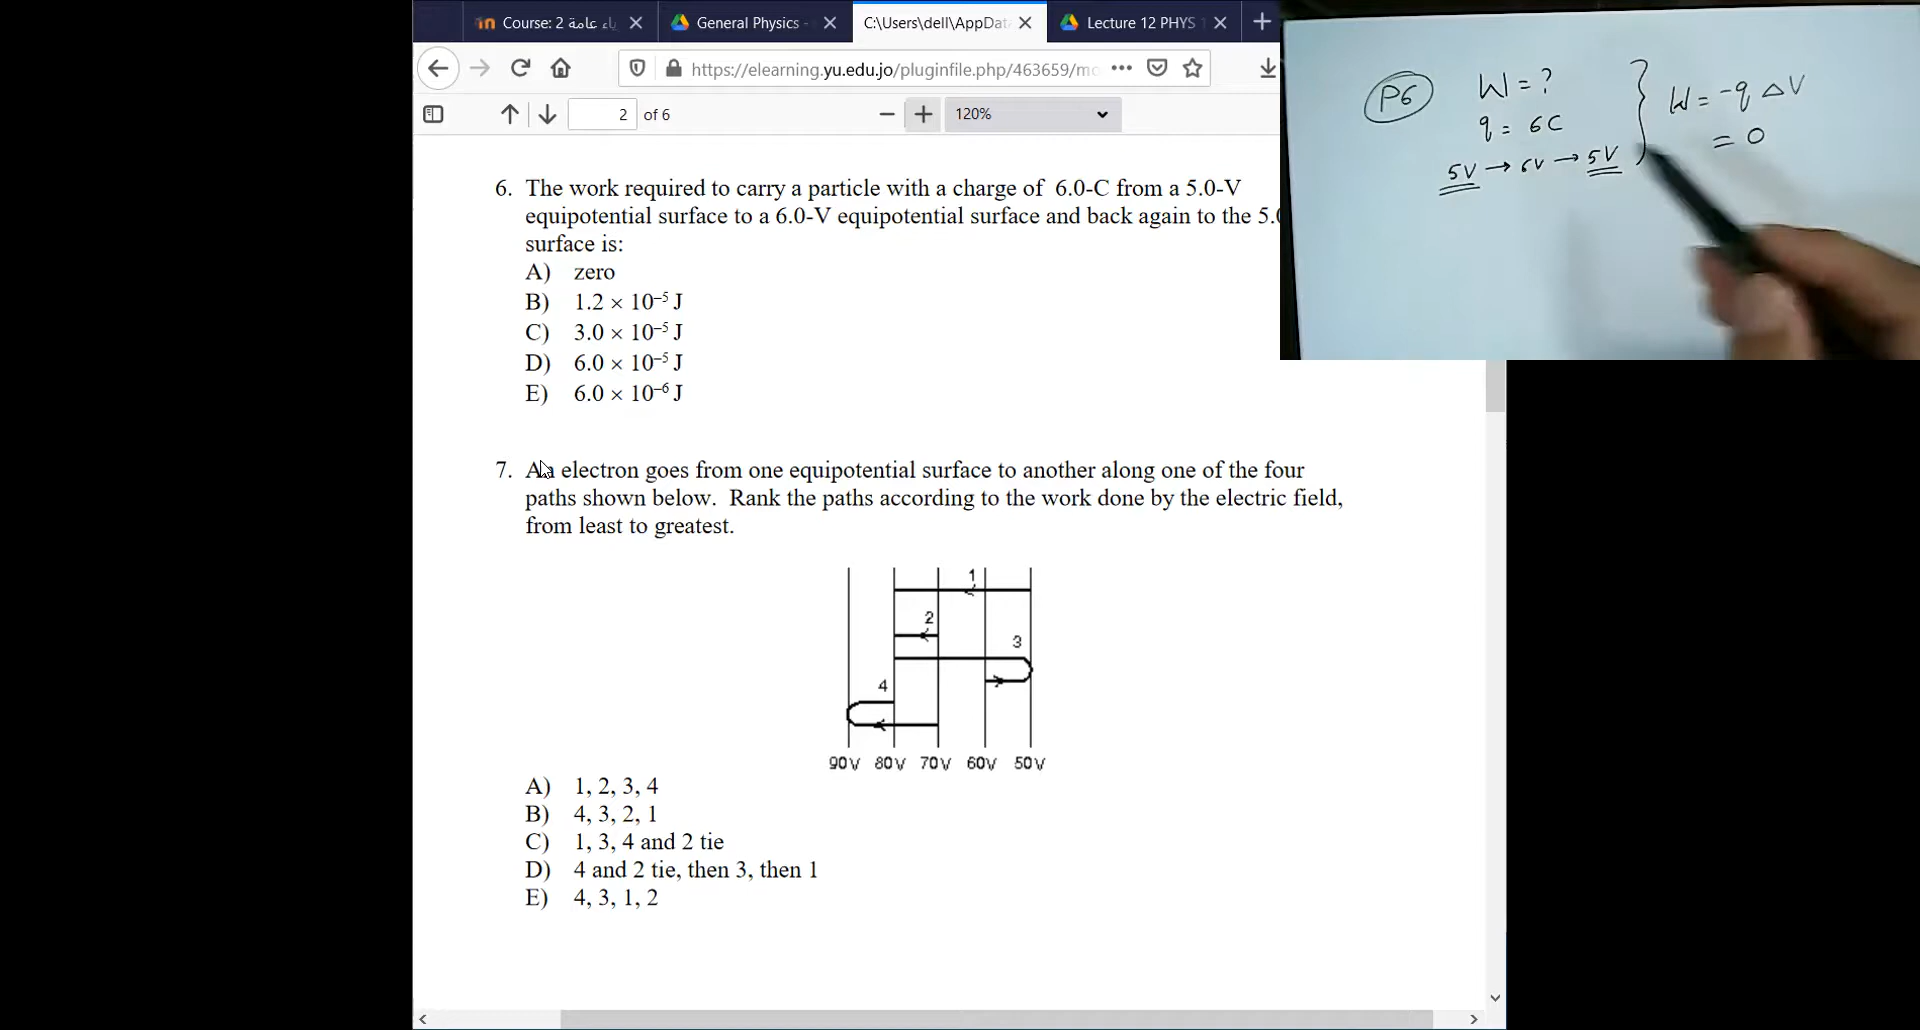 Course: 2 اء عامة
General Physics -
C:\Users\dell\AppData
Lecture 12 PHYS
https://elearning.yu.edu.jo/pluginfile.php/463659/mo
2 of 6
120%
P6
W = ?
q = 6C
5V → 6V → 5V
W = -q △V
= 0
6. The work required to carry a particle with a charge of 6.0-C from a 5.0-V
equipotential surface to a 6.0-V equipotential surface and back again to the 5.0
surface is:
A) zero
B) 1.2 × 10⁻⁵ J
C) 3.0 × 10⁻⁵ J
D) 6.0 × 10⁻⁵ J
E) 6.0 × 10⁻⁶ J
7. An electron goes from one equipotential surface to another along one of the four
paths shown below. Rank the paths according to the work done by the electric field,
from least to greatest.
1
2
3
4
90V 80V 70V 60V 50V
A) 1, 2, 3, 4
B) 4, 3, 2, 1
C) 1, 3, 4 and 2 tie
D) 4 and 2 tie, then 3, then 1
E) 4, 3, 1, 2